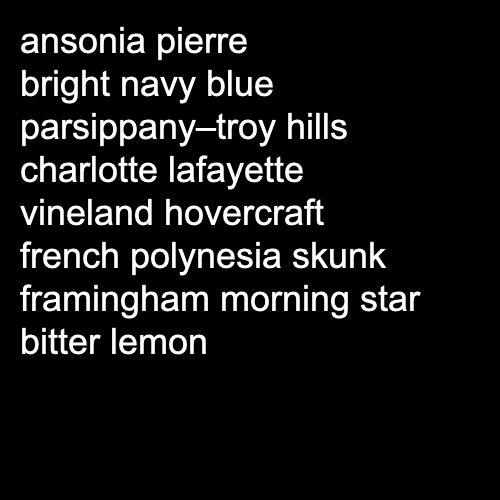 ansonia pierre
bright navy blue
parsippany–troy hills
charlotte lafayette
vineland hovercraft
french polynesia skunk
framingham morning star
bitter lemon